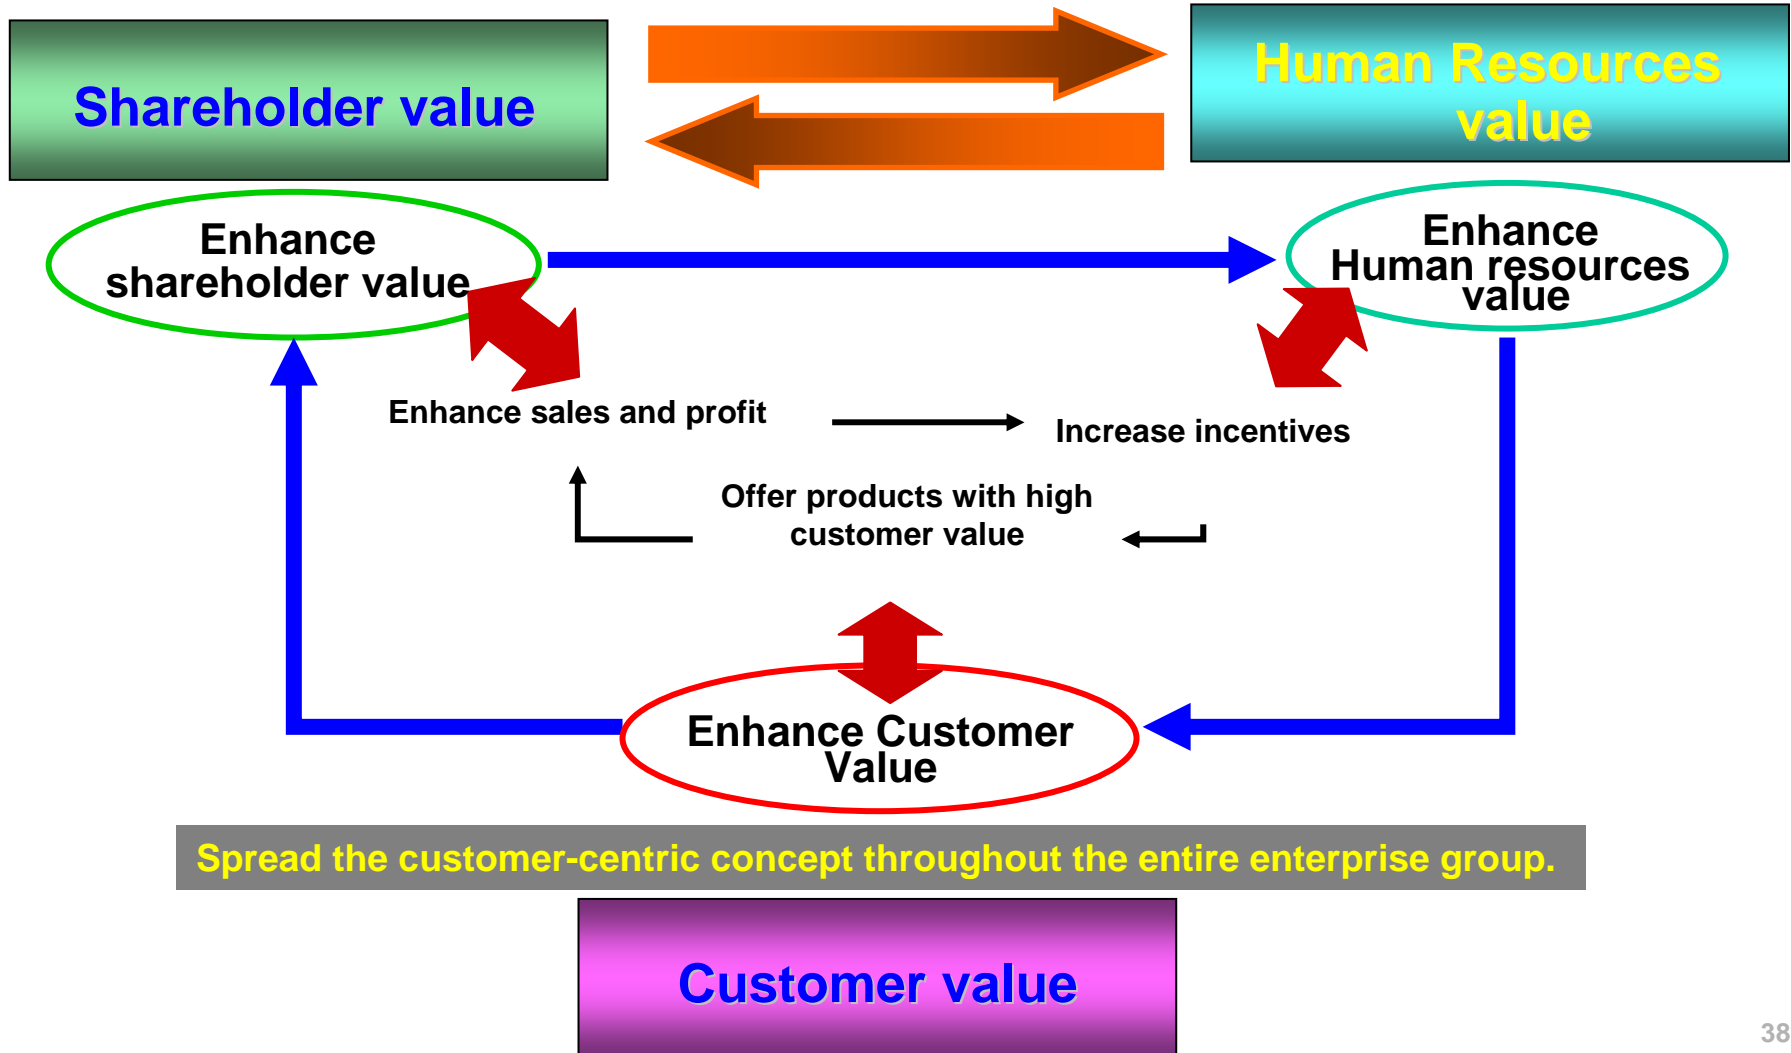 Shareholder value
Human Resources
value
Enhance
shareholder value
Enhance
Human resources
value
Enhance sales and profit
Increase incentives
Offer products with high
customer value
Enhance Customer
Value
Spread the customer-centric concept throughout the entire enterprise group.
Customer value
38